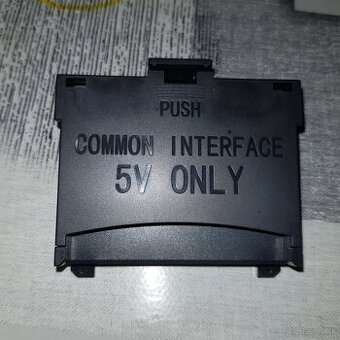 PUSH
COMMON INTERFACE
5V ONLY